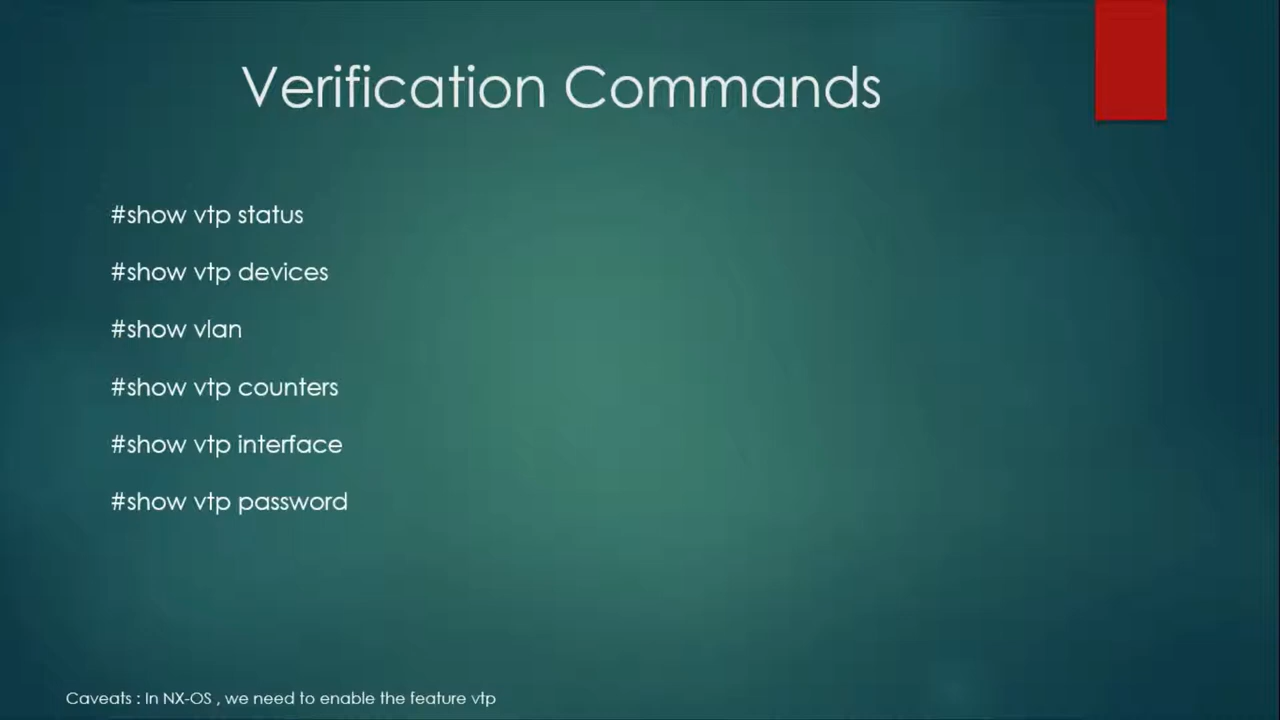 Verification Commands
#show vtp status
#show vtp devices
#show vlan
#show vtp counters
#show vtp interface
#show vtp password
Caveats : In NX-OS , we need to enable the feature vtp